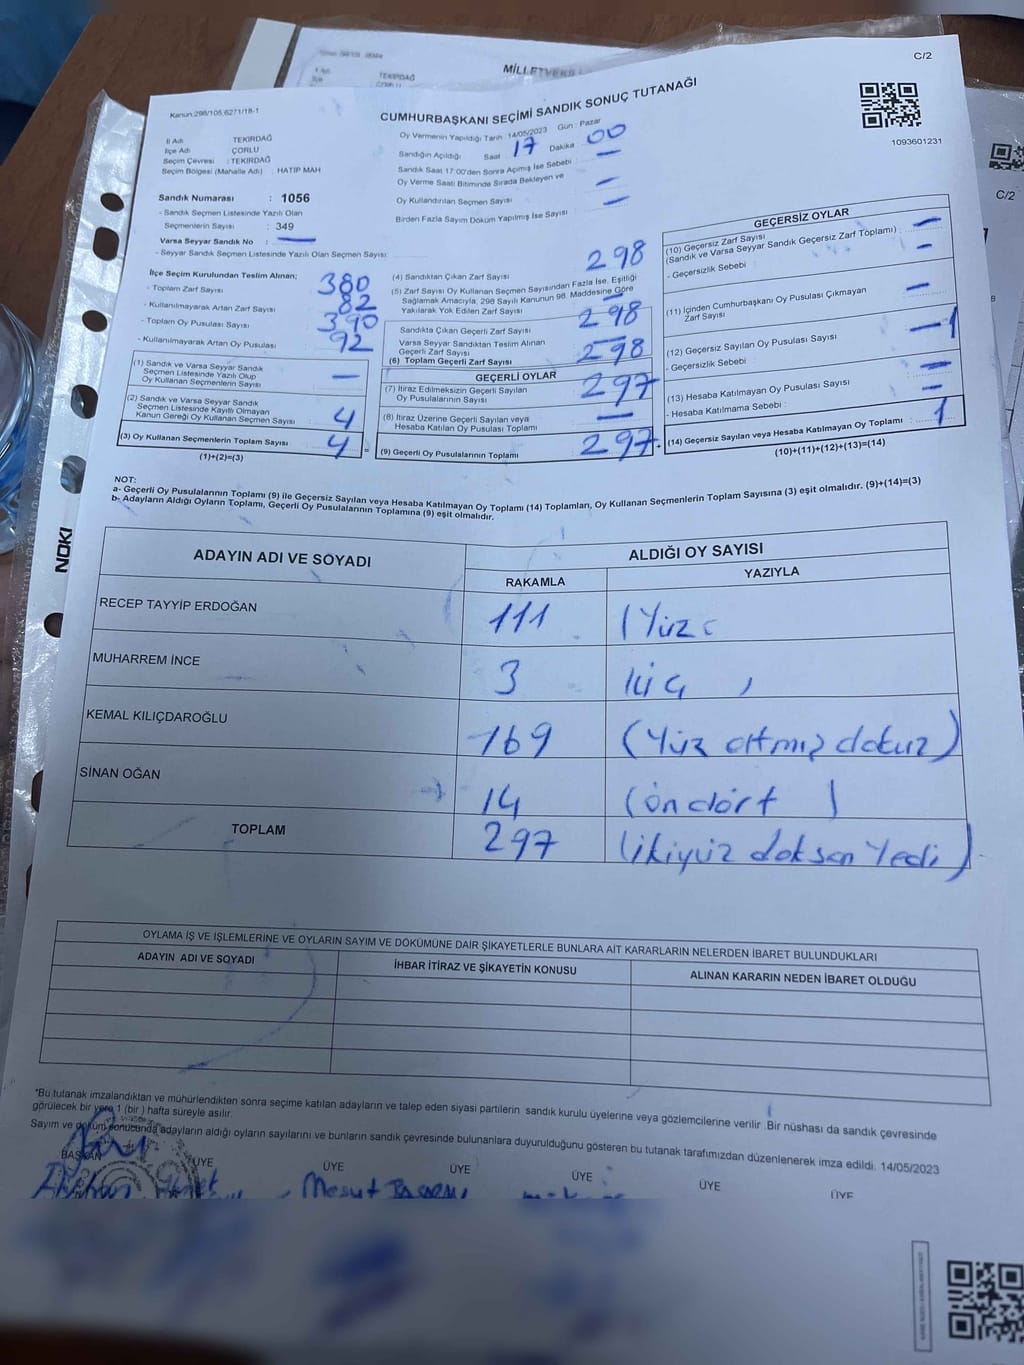 C/2
MİLLETVEKİ
TEKİRDAĞ
Kanun.298/105.6271/18-1
CUMHURBAŞKANI SEÇİMİ SANDIK SONUÇ TUTANAĞI
1093601231
C/2
İl Adı TEKİRDAĞ
İlçe Adı ÇORLU
Seçim Çevresi : TEKİRDAĞ
Seçim Bölgesi (Mahalle Adı) : HATİP MAH
Oy Vermenin Yapıldığı Tarih : 14/05/2023 Gün : Pazar
Sandığın Açıldığı Saat 17 Dakika 00
Sandık Saat 17:00'den Sonra Açımış İse Sebebi : —
Oy Verme Saati Bitiminde Sırada Bekleyen ve
Oy Kullandırılan Seçmen Sayısı —
Birden Fazla Sayım Döküm Yapılmış İse Sayısı —
Sandık Numarası : 1056
- Sandık Seçmen Listesinde Yazılı Olan
Seçmenlerin Sayısı : 349
Varsa Seyyar Sandık No : —
- Seyyar Sandık Seçmen Listesinde Yazılı Olan Seçmen Sayısı:
İlçe Seçim Kurulundan Teslim Alınan;
- Toplam Zarf Sayısı 380
- Kullanılmayarak Artan Zarf Sayısı 82
- Toplam Oy Pusulası Sayısı 390
- Kullanılmayarak Artan Oy Pusulası 92
(1) Sandık ve Varsa Seyyar Sandık
Seçmen Listesinde Yazılı Olup
Oy Kullanan Seçmenlerin Sayısı —
(2) Sandık ve Varsa Seyyar Sandık
Seçmen Listesinde Kayıtlı Olmayan
Kanun Gereği Oy Kullanan Seçmen Sayısı 4
(3) Oy Kullanan Seçmenlerin Toplam Sayısı 4
(1)+(2)=(3)
(4) Sandıktan Çıkan Zarf Sayısı 298
(5) Zarf Sayısı Oy Kullanan Seçmen Sayısından Fazla İse, Eşitliği
Sağlamak Amacıyla; 298 Sayılı Kanunun 98. Maddesine Göre
Yakılarak Yok Edilen Zarf Sayısı —
Sandıkta Çıkan Geçerli Zarf Sayısı 298
Varsa Seyyar Sandıktan Teslim Alınan
Geçerli Zarf Sayısı —
(6) Toplam Geçerli Zarf Sayısı 298
GEÇERLİ OYLAR
(7) İtiraz Edilmeksizin Geçerli Sayılan
Oy Pusulalarının Sayısı 297
(8) İtiraz Üzerine Geçerli Sayılan veya
Hesaba Katılan Oy Pusulası Toplamı —
(9) Geçerli Oy Pusulalarının Toplamı 297
GEÇERSİZ OYLAR
(10) Geçersiz Zarf Sayısı —
(Sandık ve Varsa Seyyar Sandık Geçersiz Zarf Toplamı) :
- Geçersizlik Sebebi : —
(11) İçinden Cumhurbaşkanı Oy Pusulası Çıkmayan
Zarf Sayısı —
(12) Geçersiz Sayılan Oy Pusulası Sayısı —1
- Geçersizlik Sebebi : —
(13) Hesaba Katılmayan Oy Pusulası Sayısı —
- Hesaba Katılmama Sebebi :
(14) Geçersiz Sayılan veya Hesaba Katılmayan Oy Toplamı : 1
(10)+(11)+(12)+(13)=(14)
NOT:
a- Geçerli Oy Pusulalarının Toplamı (9) ile Geçersiz Sayılan veya Hesaba Katılmayan Oy Toplamı (14) Toplamları, Oy Kullanan Seçmenlerin Toplam Sayısına (3) eşit olmalıdır. (9)+(14)=(3)
b- Adayların Aldığı Oyların Toplamı, Geçerli Oy Pusulalarının Toplamına (9) eşit olmalıdır.
NOKI
ADAYIN ADI VE SOYADI
ALDIĞI OY SAYISI
RAKAMLA YAZIYLA
RECEP TAYYİP ERDOĞAN 111 (Yüz
MUHARREM İNCE 3
KEMAL KILIÇDAROĞLU 169 (Yüz altmış dokuz)
SİNAN OĞAN 14 (on dört )
TOPLAM 297 (ikiyüz doksan Yedi)
OYLAMA İŞ VE İŞLEMLERİNE VE OYLARIN SAYIM VE DÖKÜMÜNE DAİR ŞİKAYETLERLE BUNLARA AİT KARARLARIN NELERDEN İBARET BULUNDUKLARI
ADAYIN ADI VE SOYADI İHBAR İTİRAZ VE ŞİKAYETİN KONUSU ALINAN KARARIN NEDEN İBARET OLDUĞU
*Bu tutanak imzalandıktan ve mühürlendikten sonra seçime katılan adayların ve talep eden siyasi partilerin sandık kurulu üyelerine veya gözlemcilerine verilir. Bir nüshası da sandık çevresinde
görülecek bir yere 1 (bir) hafta süreyle asılır.
Sayım ve döküm sonucunda adayların aldığı oyların sayılarını ve bunların sandık çevresinde bulunanlara duyurulduğunu gösteren bu tutanak tarafımızdan düzenlenerek imza edildi. 14/05/2023
BAŞKAN ÜYE ÜYE ÜYE ÜYE ÜYE ÜYE
Mesut